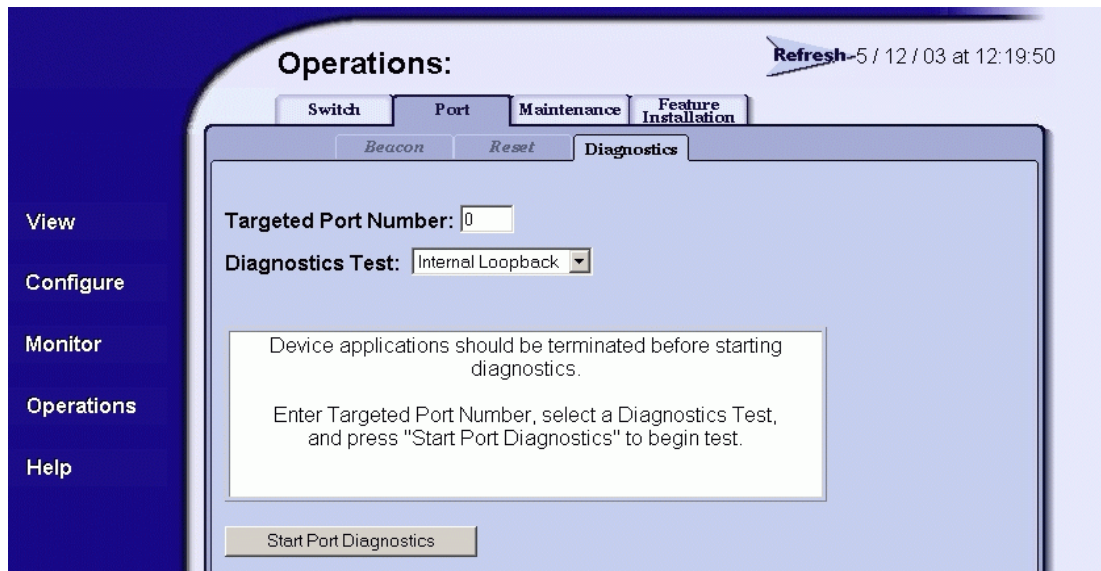 Operations:
Refresh-5 / 12 / 03 at 12:19:50
Switch
Port
Maintenance
Feature
Installation
Beacon
Reset
Diagnostics
View
Configure
Monitor
Operations
Help
Targeted Port Number: 0
Diagnostics Test: Internal Loopback
Device applications should be terminated before starting
diagnostics.
Enter Targeted Port Number, select a Diagnostics Test,
and press "Start Port Diagnostics" to begin test.
Start Port Diagnostics